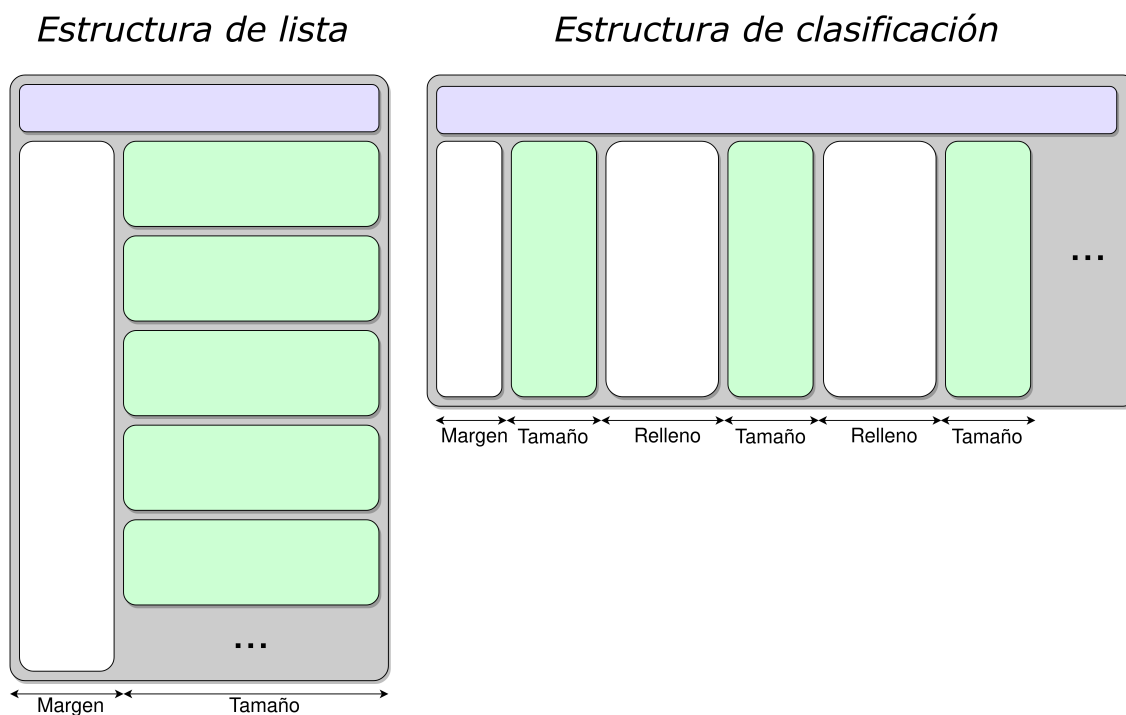 Estructura de lista
Estructura de clasificación
...
Margen Tamaño Relleno Tamaño Relleno Tamaño
...
Margen Tamaño